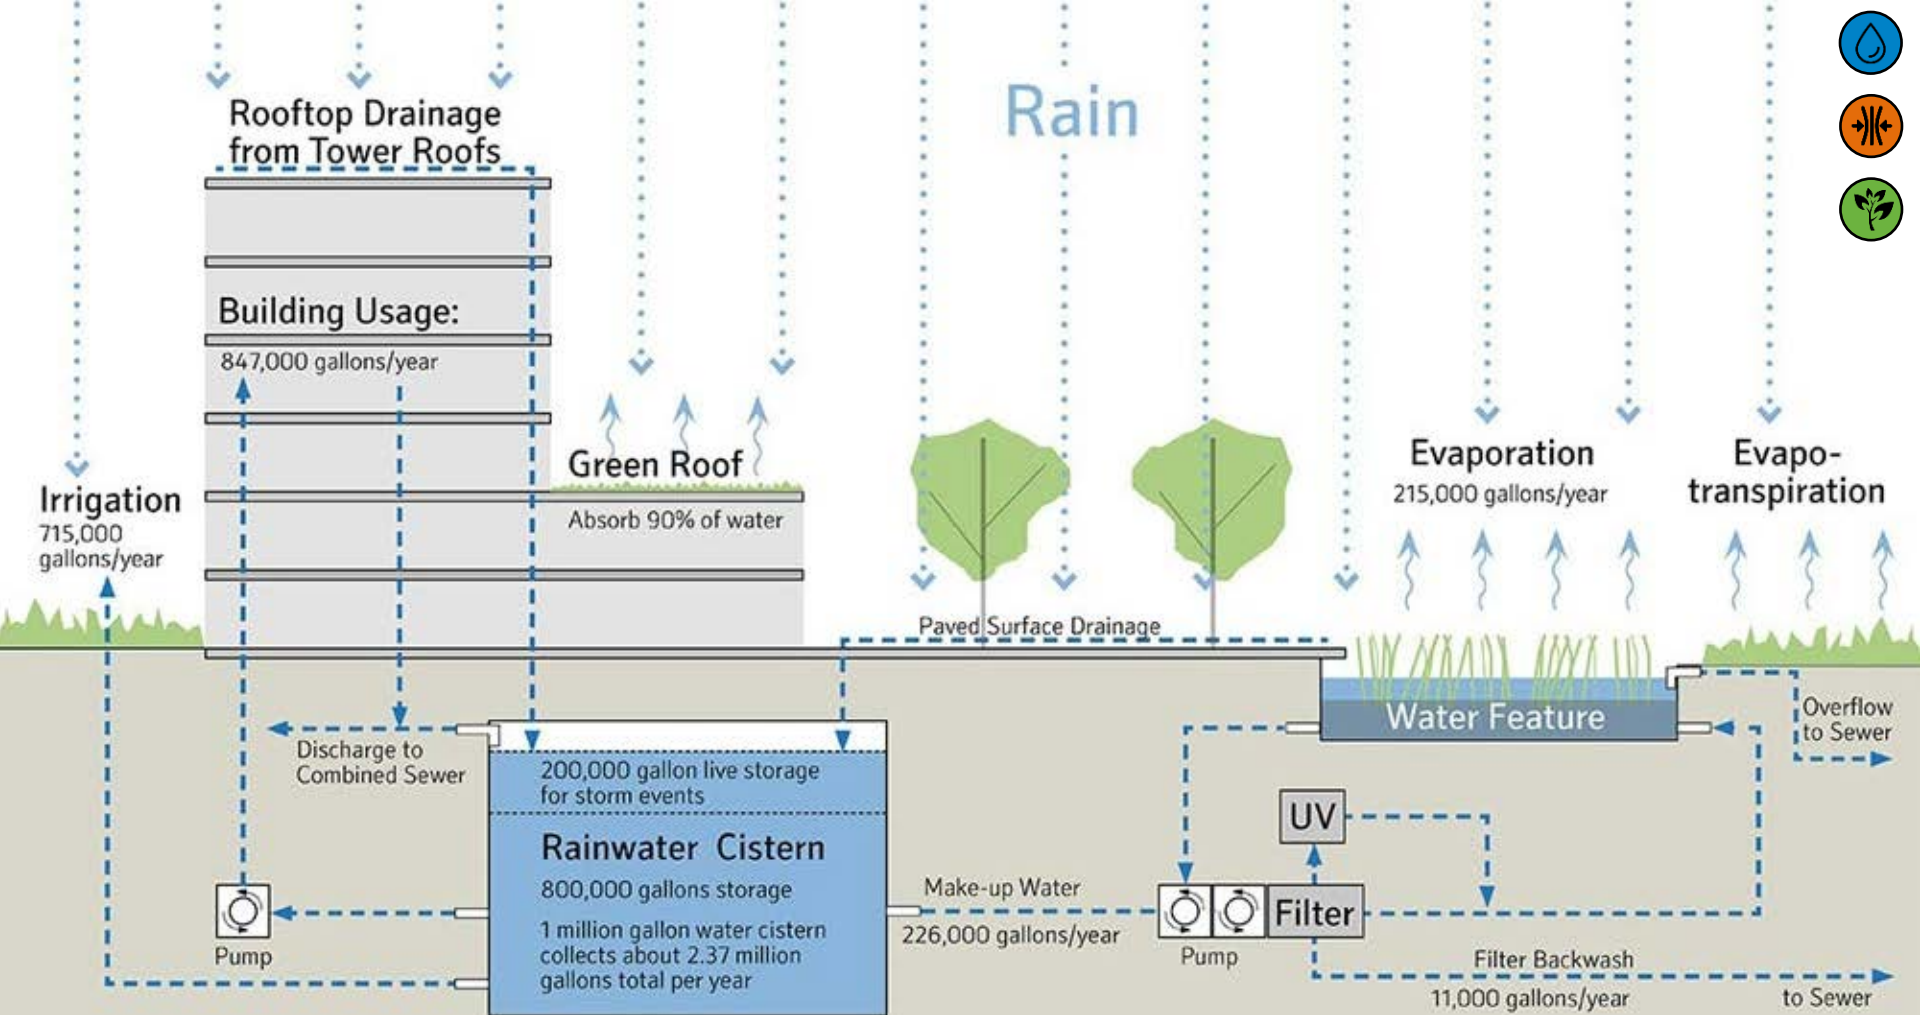 Rain
Rooftop Drainage
from Tower Roofs
Building Usage:
847,000 gallons/year
Green Roof
Absorb 90% of water
Irrigation
715,000
gallons/year
Evaporation
215,000 gallons/year
Evapo-
transpiration
Paved Surface Drainage
Water Feature
Overflow
to Sewer
Discharge to
Combined Sewer
200,000 gallon live storage
for storm events
Rainwater Cistern
800,000 gallons storage
1 million gallon water cistern
collects about 2.37 million
gallons total per year
Pump
Make-up Water
226,000 gallons/year
UV
Filter
Pump
Filter Backwash
11,000 gallons/year
to Sewer